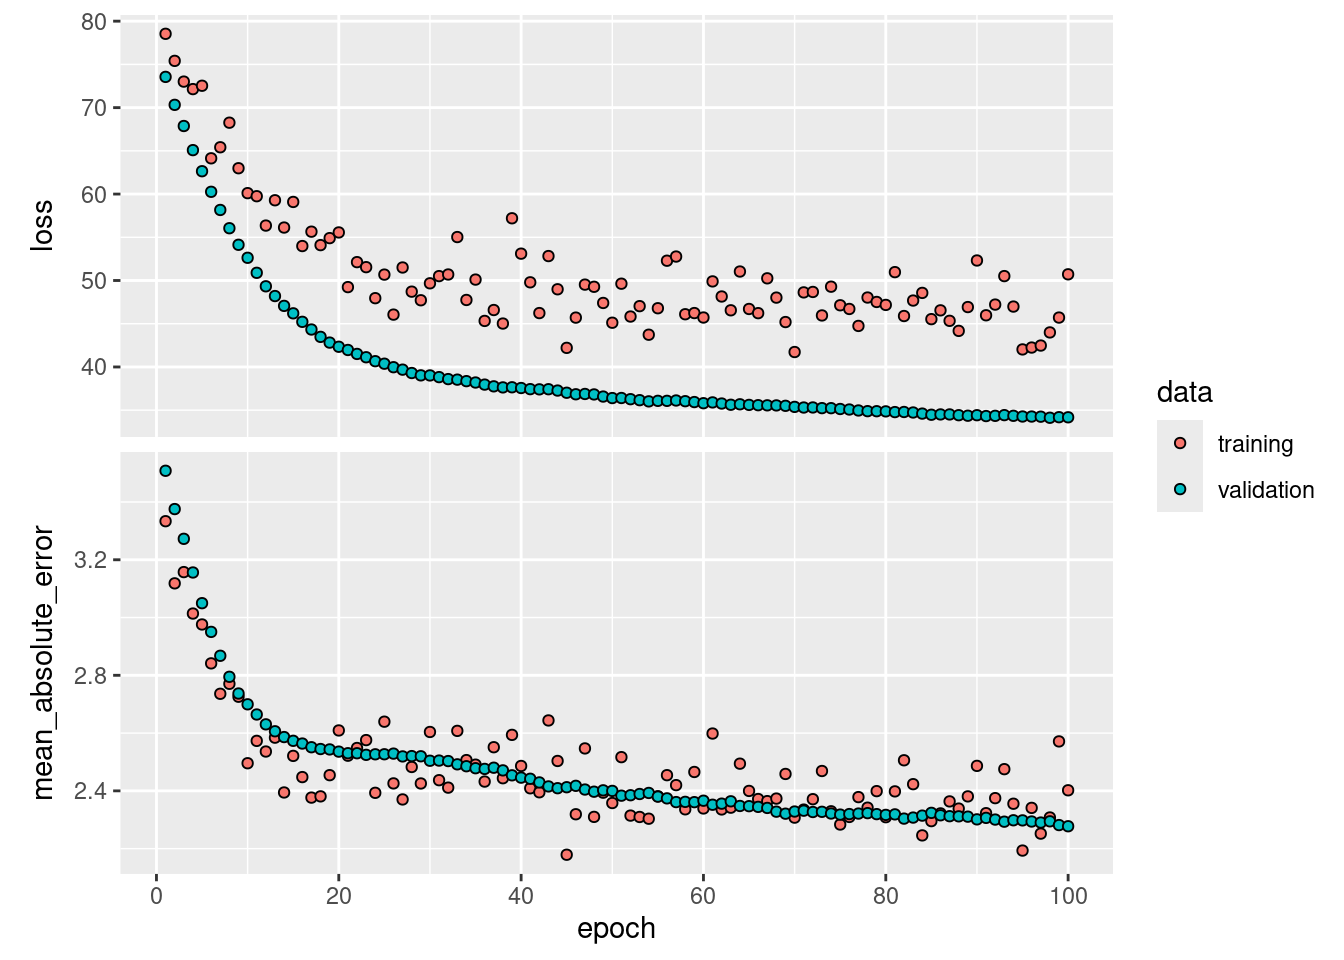 80
70
60
50
40
loss
3.2
2.8
2.4
mean_absolute_error
0 20 40 60 80 100
epoch
data
training
validation